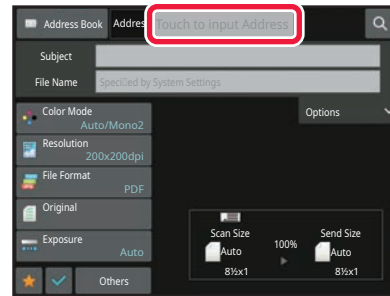 Address Book Addres Touch to input Address
Subject
File Name Specified by System Settings
Color Mode
Auto/Mono2
Options
Resolution
200x200dpi
File Format
PDF
Original
Exposure
Auto
Scan Size
Auto
8½x1
100%
Send Size
Auto
8½x1
Others